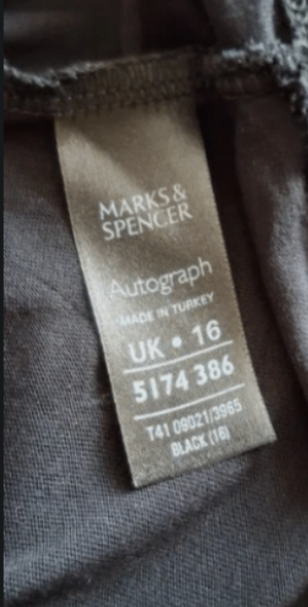 MARKS &
SPENCER
Autograph
MADE IN TURKEY
UK • 16
5174 386
T41 09021/3965
BLACK (16)